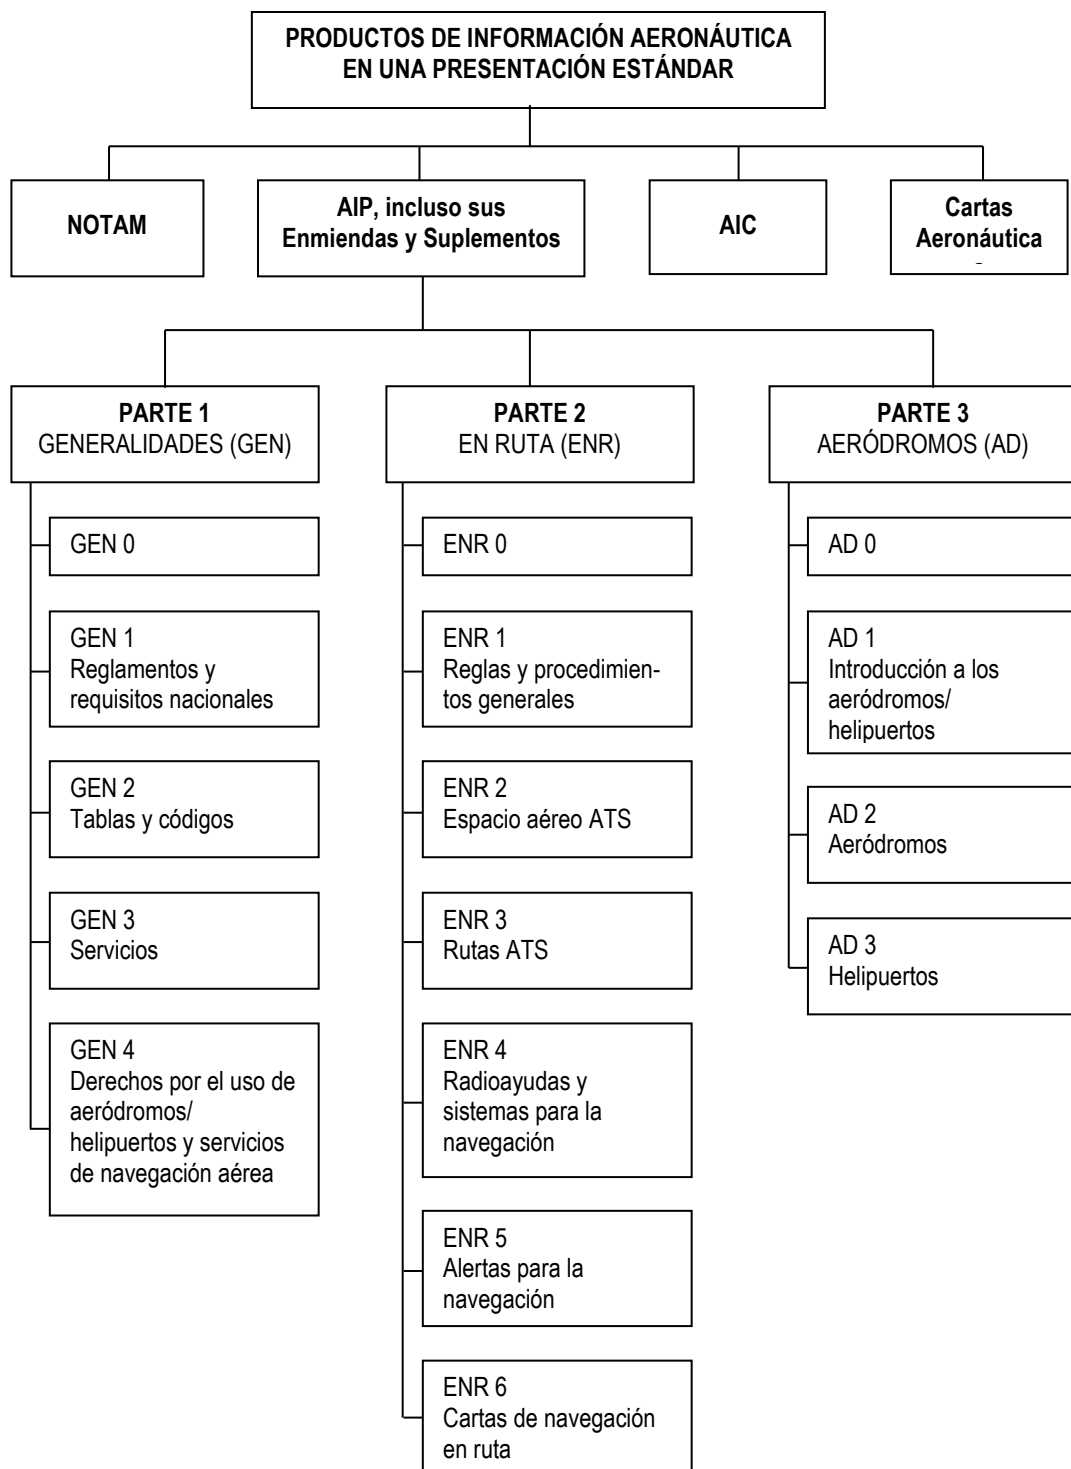 PRODUCTOS DE INFORMACIÓN AERONÁUTICA
EN UNA PRESENTACIÓN ESTÁNDAR
NOTAM
AIP, incluso sus
Enmiendas y Suplementos
AIC
Cartas
Aeronáutica
PARTE 1
GENERALIDADES (GEN)
GEN 0
GEN 1
Reglamentos y
requisitos nacionales
GEN 2
Tablas y códigos
GEN 3
Servicios
GEN 4
Derechos por el uso de
aeródromos/
helipuertos y servicios
de navegación aérea
PARTE 2
EN RUTA (ENR)
ENR 0
ENR 1
Reglas y procedimien-
tos generales
ENR 2
Espacio aéreo ATS
ENR 3
Rutas ATS
ENR 4
Radioayudas y
sistemas para la
navegación
ENR 5
Alertas para la
navegación
ENR 6
Cartas de navegación
en ruta
PARTE 3
AERÓDROMOS (AD)
AD 0
AD 1
Introducción a los
aeródromos/
helipuertos
AD 2
Aeródromos
AD 3
Helipuertos